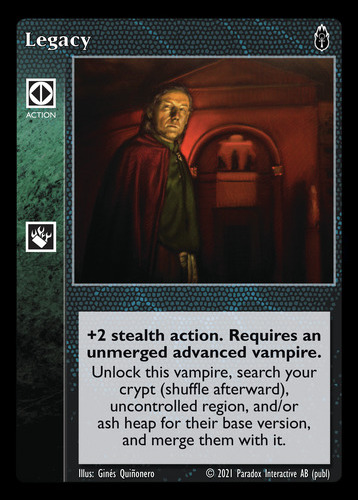 Legacy
ACTION
+2 stealth action. Requires an
unmerged advanced vampire.
Unlock this vampire, search your
crypt (shuffle afterward),
uncontrolled region, and/or
ash heap for their base version,
and merge them with it.
Illus: Ginés Quiñonero © 2021 Paradox Interactive AB (publ)